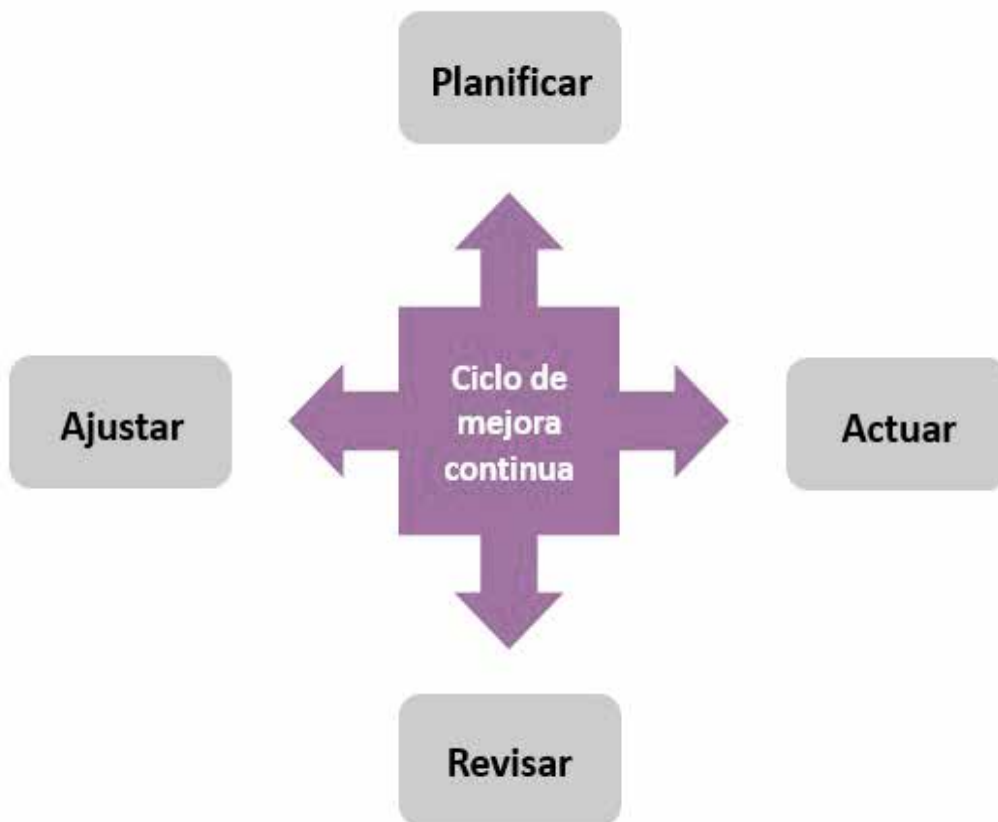 Planificar
Ajustar
Ciclo de
mejora
continua
Actuar
Revisar